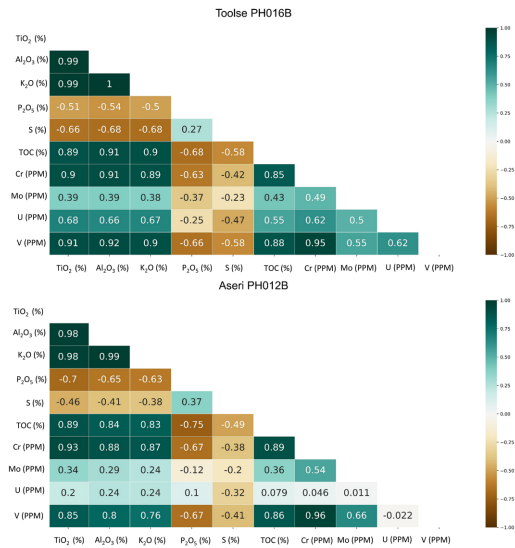 Toolse PH016B
TiO₂ (%)
Al₂O₃ (%) 0.99
K₂O (%) 0.99 1
P₂O₅ (%) -0.51 -0.54 -0.5
S (%) -0.66 -0.68 -0.68 0.27
TOC (%) 0.89 0.91 0.9 -0.68 -0.58
Cr (PPM) 0.9 0.91 0.89 -0.63 -0.42 0.85
Mo (PPM) 0.39 0.39 0.38 -0.37 -0.23 0.43 0.49
U (PPM) 0.68 0.66 0.67 -0.25 -0.47 0.55 0.62 0.5
V (PPM) 0.91 0.92 0.9 -0.66 -0.58 0.88 0.95 0.55 0.62
TiO₂ (%) Al₂O₃ (%) K₂O (%) P₂O₅ (%) S (%) TOC (%) Cr (PPM) Mo (PPM) U (PPM) V (PPM)
1.00
0.75
0.50
0.25
0.00
-0.25
-0.50
-0.75
-1.00
Aseri PH012B
TiO₂ (%)
Al₂O₃ (%) 0.98
K₂O (%) 0.98 0.99
P₂O₅ (%) -0.7 -0.65 -0.63
S (%) -0.46 -0.41 -0.38 0.37
TOC (%) 0.89 0.84 0.83 -0.75 -0.49
Cr (PPM) 0.93 0.88 0.87 -0.67 -0.38 0.89
Mo (PPM) 0.34 0.29 0.24 -0.12 -0.2 0.36 0.54
U (PPM) 0.2 0.24 0.24 0.1 -0.32 0.079 0.046 0.011
V (PPM) 0.85 0.8 0.76 -0.67 -0.41 0.86 0.96 0.66 -0.022
TiO₂ (%) Al₂O₃ (%) K₂O (%) P₂O₅ (%) S (%) TOC (%) Cr (PPM) Mo (PPM) U (PPM) V (PPM)
1.00
0.75
0.50
0.25
0.00
-0.25
-0.50
-0.75
-1.00